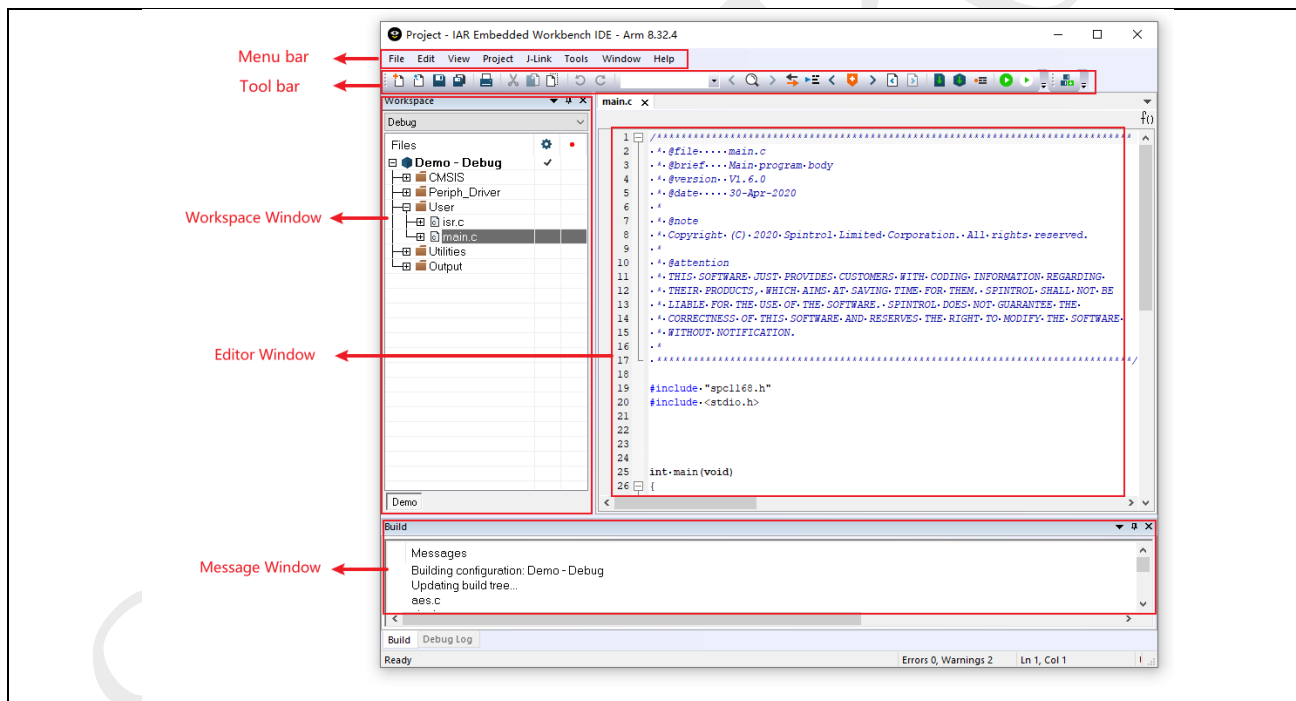 Project - IAR Embedded Workbench IDE - Arm 8.32.4
Menu bar
File Edit View Project J-Link Tools Window Help
Tool bar
Workspace
main.c
Debug
Files
Demo - Debug
CMSIS
Periph_Driver
User
isr.c
main.c
Utilities
Output
Workspace Window
Editor Window
Demo
1 /******************************************************************************
2 ·*·@file·····main.c
3 ·*·@brief····Main·program·body
4 ·*·@version··V1.6.0
5 ·*·@date·····30-Apr-2020
6 ·*
7 ·*·@note
8 ·*·Copyright·(C)·2020·Spintrol·Limited·Corporation.·All·rights·reserved.
9 ·*
10 ·*·@attention
11 ·*·THIS·SOFTWARE·JUST·PROVIDES·CUSTOMERS·WITH·CODING·INFORMATION·REGARDING·
12 ·*·THEIR·PRODUCTS,·WHICH·AIMS·AT·SAVING·TIME·FOR·THEM.·SPINTROL·SHALL·NOT·BE
13 ·*·LIABLE·FOR·THE·USE·OF·THE·SOFTWARE.·SPINTROL·DOES·NOT·GUARANTEE·THE·
14 ·*·CORRECTNESS·OF·THIS·SOFTWARE·AND·RESERVES·THE·RIGHT·TO·MODIFY·THE·SOFTWARE·
15 ·*·WITHOUT·NOTIFICATION.
16 ·*
17 ·******************************************************************************/
18
19 #include·"spc1168.h"
20 #include·<stdio.h>
21
22
23
24
25 int·main(void)
26 {
Build
Message Window
Messages
Building configuration: Demo - Debug
Updating build tree...
aes.c
Build Debug Log
Ready Errors 0, Warnings 2 Ln 1, Col 1